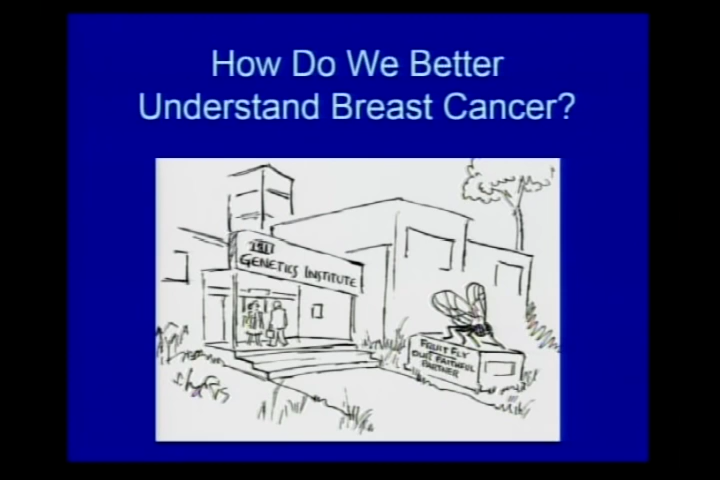 How Do We Better
Understand Breast Cancer?
GENETICS INSTITUTE
FRUIT FLY
OUR FAITHFUL
PARTNER